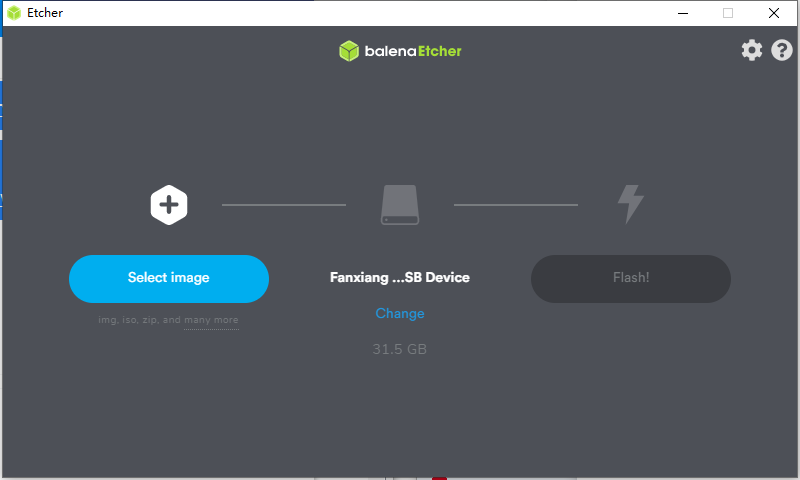 Etcher
balenaEtcher
Select image
img, iso, zip, and many more
Fanxiang ...SB Device
Change
31.5 GB
Flash!